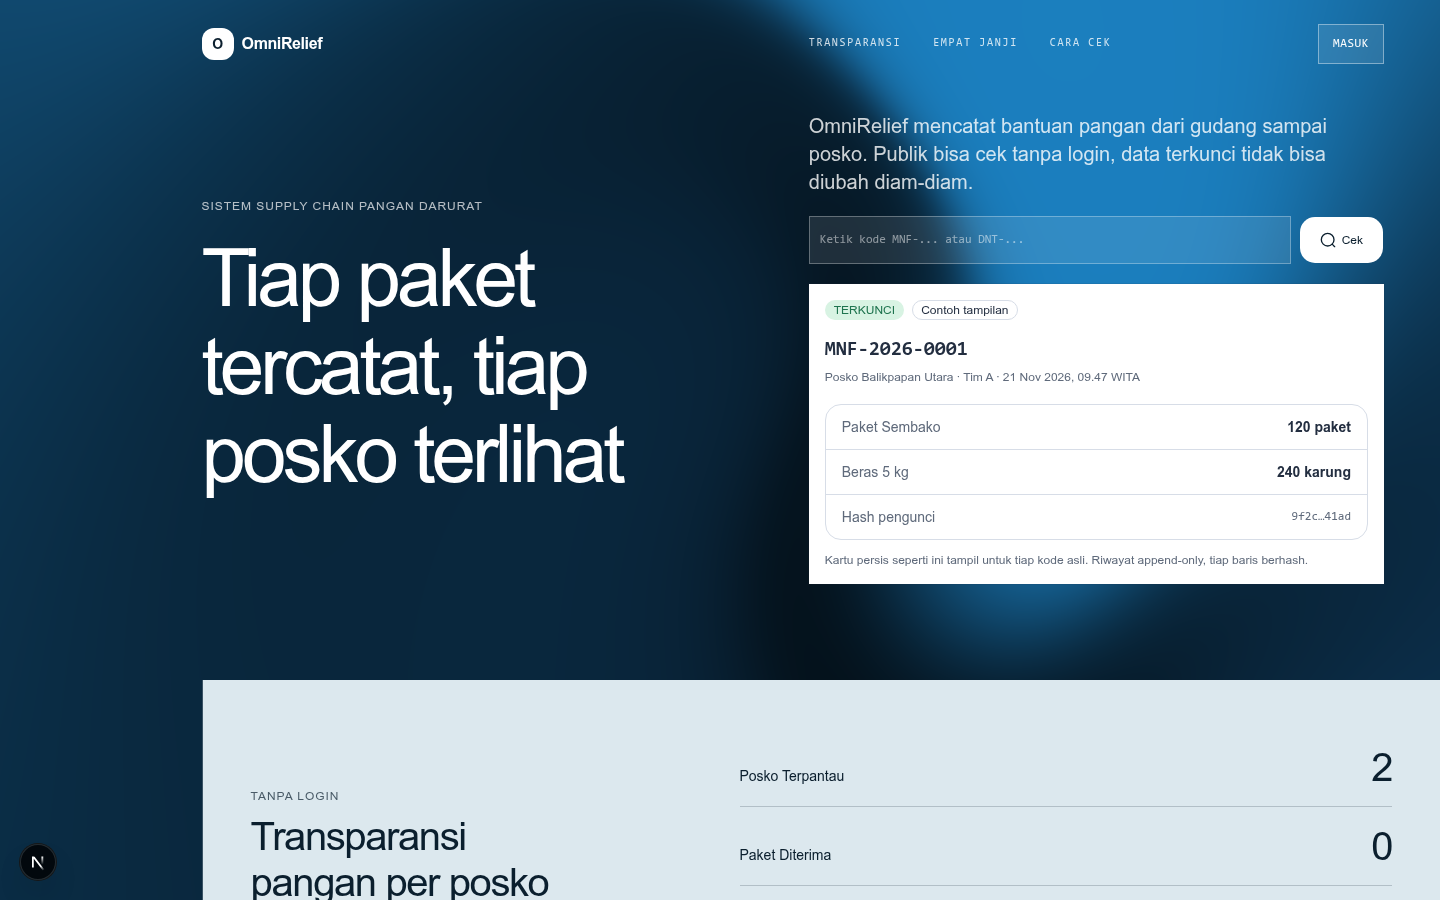 O OmniRelief
TRANSPARANSI EMPAT JANJI CARA CEK
MASUK
SISTEM SUPPLY CHAIN PANGAN DARURAT
Tiap paket
tercatat, tiap
posko terlihat
OmniRelief mencatat bantuan pangan dari gudang sampai
posko. Publik bisa cek tanpa login, data terkunci tidak bisa
diubah diam-diam.
Ketik kode MNF-... atau DNT-...
Cek
TERKUNCI Contoh tampilan
MNF-2026-0001
Posko Balikpapan Utara · Tim A · 21 Nov 2026, 09.47 WITA
Paket Sembako 120 paket
Beras 5 kg 240 karung
Hash pengunci 9f2c…41ad
Kartu persis seperti ini tampil untuk tiap kode asli. Riwayat append-only, tiap baris berhash.
TANPA LOGIN
Transparansi
pangan per posko
Posko Terpantau 2
Paket Diterima 0
N